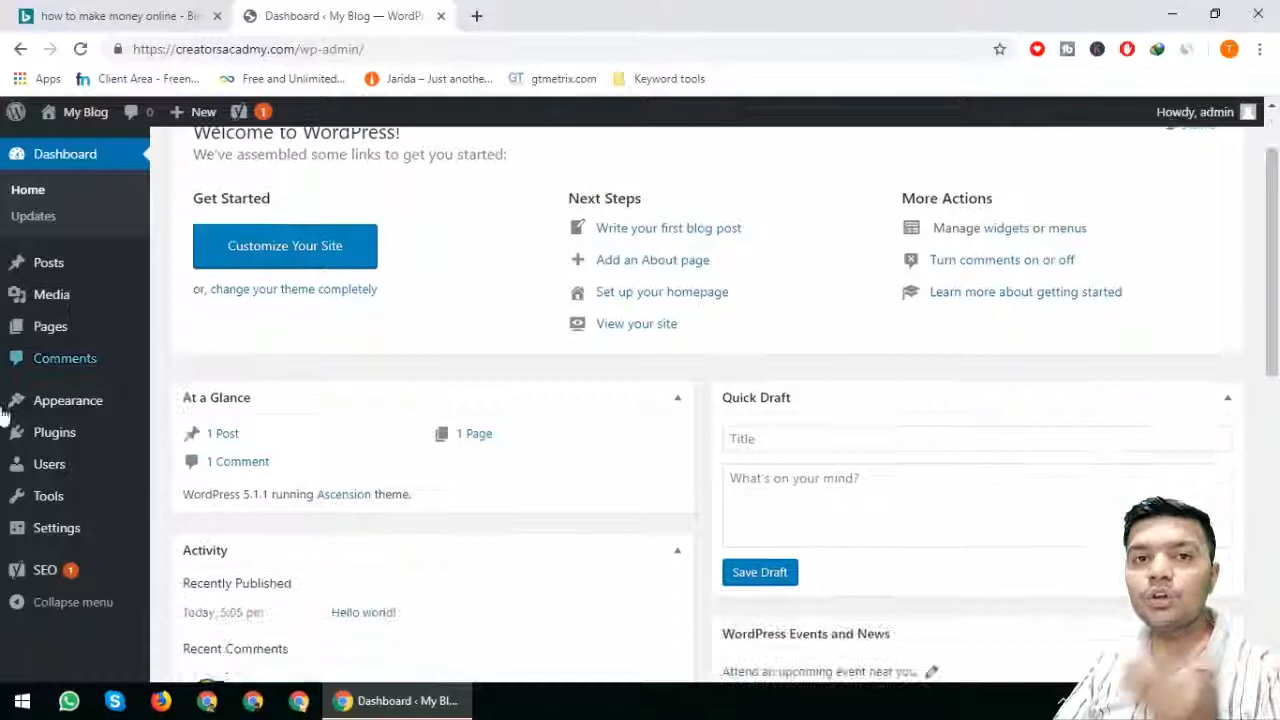 how to make money online - Bi
Dashboard ‹ My Blog — WordP
https://creatorsacadmy.com/wp-admin/
Apps
Client Area - Freen...
Free and Unlimited...
Jarida – Just anothe...
GT
gtmetrix.com
Keyword tools
My Blog
0
New
1
Howdy, admin
Dashboard
Home
Updates
Posts
Media
Pages
Comments
Appearance
Plugins
Users
Tools
Settings
SEO 1
Collapse menu
Welcome to WordPress!
We've assembled some links to get you started:
Get Started
Customize Your Site
or, change your theme completely
Next Steps
Write your first blog post
Add an About page
Set up your homepage
View your site
More Actions
Manage widgets or menus
Turn comments on or off
Learn more about getting started
At a Glance
1 Post
1 Page
1 Comment
WordPress 5.1.1 running Ascension theme.
Activity
Recently Published
Today, 5:05 pm
Hello world!
Recent Comments
Quick Draft
Title
What's on your mind?
Save Draft
WordPress Events and News
Attend an upcoming event near you.
Dashboard ‹ My Bl...